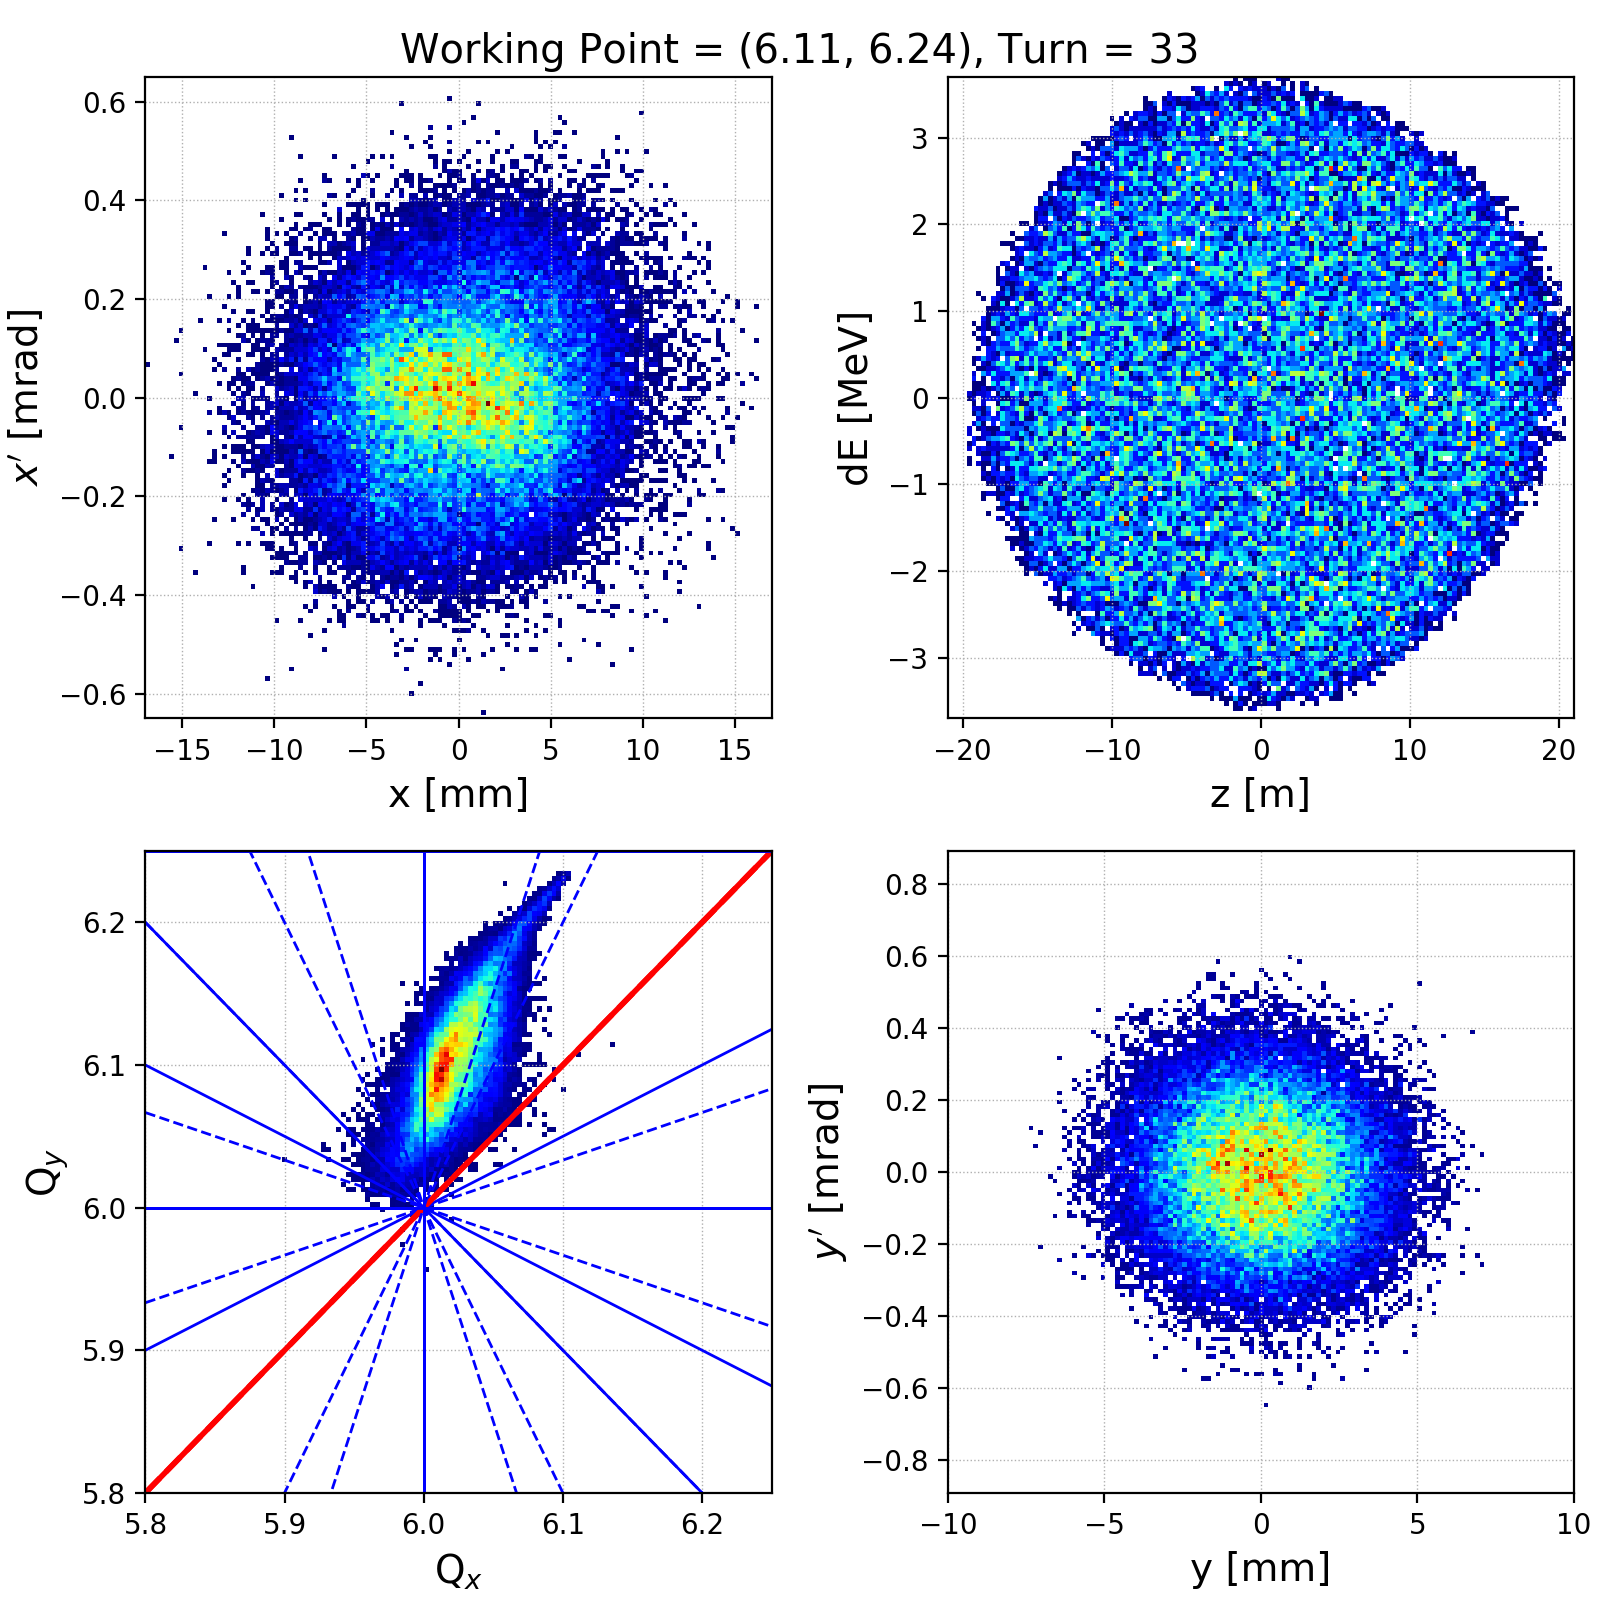 Working Point = (6.11, 6.24), Turn = 33
0.6
0.4
0.2
0.0
−0.2
−0.4
−0.6
x′ [mrad]
−15 −10 −5 0 5 10 15
x [mm]
3
2
1
0
−1
−2
−3
dE [MeV]
−20 −10 0 10 20
z [m]
6.2
6.1
6.0
5.9
5.8
Qy
5.8 5.9 6.0 6.1 6.2
Qx
0.8
0.6
0.4
0.2
0.0
−0.2
−0.4
−0.6
−0.8
y′ [mrad]
−10 −5 0 5 10
y [mm]